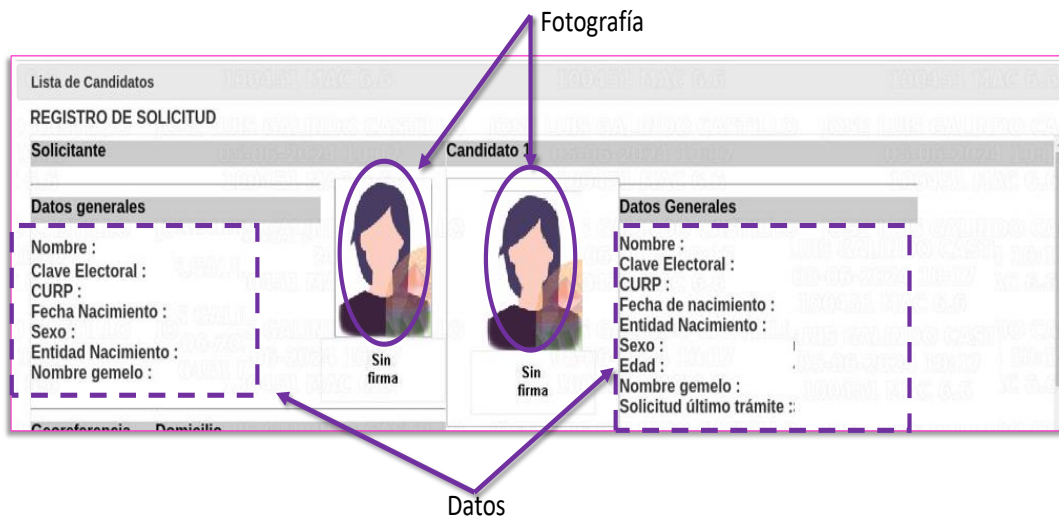 Fotografía
Lista de Candidatos
REGISTRO DE SOLICITUD
Solicitante
Candidato 1
Datos generales
Nombre :
Clave Electoral :
CURP :
Fecha Nacimiento :
Sexo :
Entidad Nacimiento :
Nombre gemelo :
Sin
firma
Sin
firma
Datos Generales
Nombre :
Clave Electoral :
CURP :
Fecha de nacimiento :
Entidad Nacimiento :
Sexo :
Edad :
Nombre gemelo :
Solicitud último trámite :
Georeferencia Domicilio
Datos